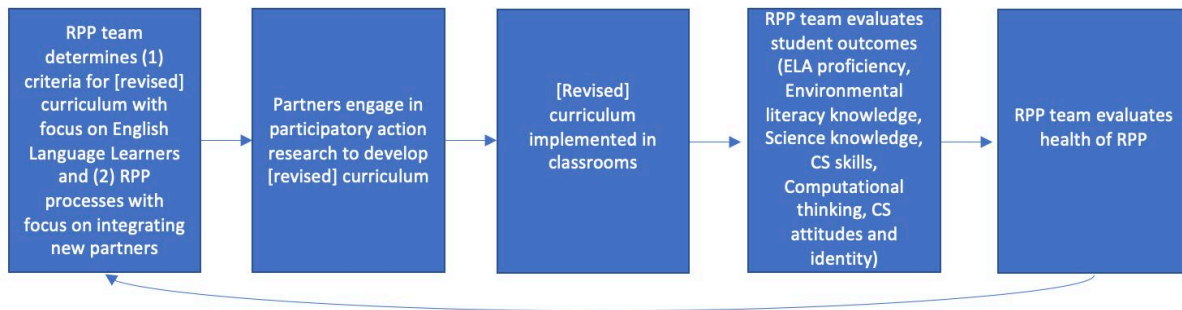 RPP team
determines (1)
criteria for [revised]
curriculum with
focus on English
Language Learners
and (2) RPP
processes with
focus on integrating
new partners
Partners engage in
participatory action
research to develop
[revised] curriculum
[Revised]
curriculum
implemented in
classrooms
RPP team evaluates
student outcomes
(ELA proficiency,
Environmental
literacy knowledge,
Science knowledge,
CS skills,
Computational
thinking, CS
attitudes and
identity)
RPP team evaluates
health of RPP